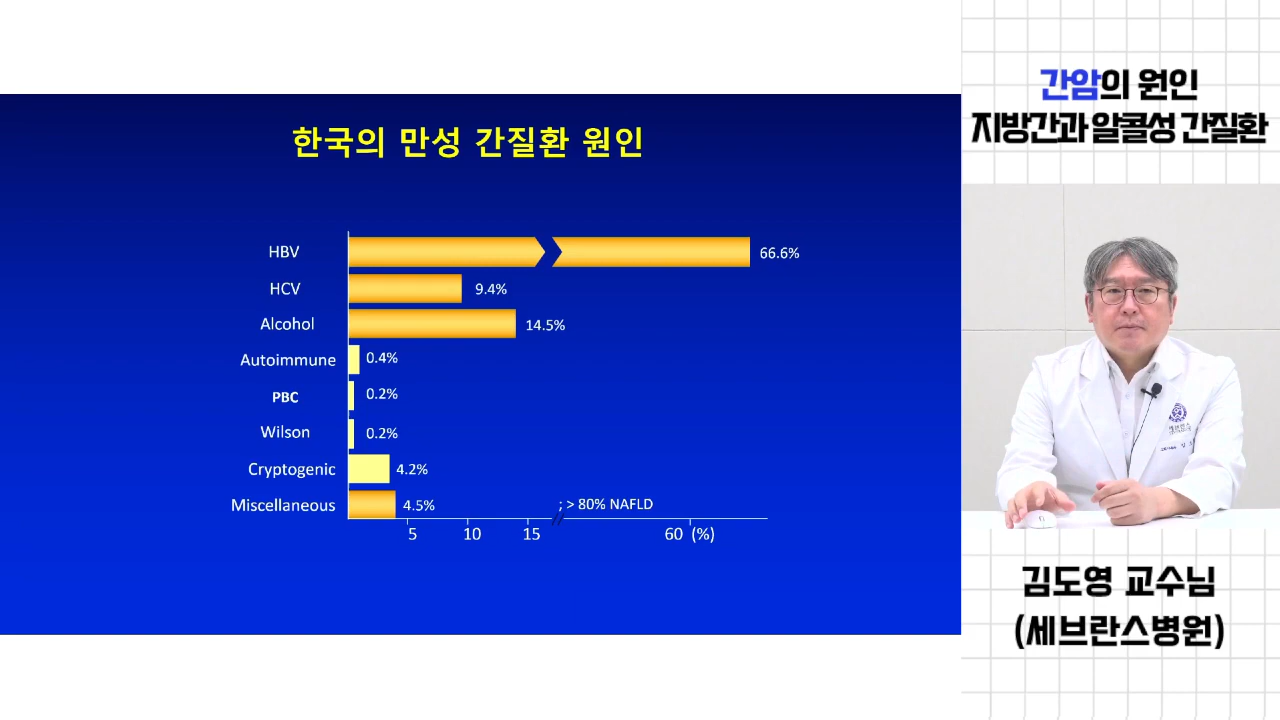 한국의 만성 간질환 원인
HBV 66.6%
HCV 9.4%
Alcohol 14.5%
Autoimmune 0.4%
PBC 0.2%
Wilson 0.2%
Cryptogenic 4.2%
Miscellaneous 4.5% ; > 80% NAFLD
5 10 15 60 (%)
간암의 원인
지방간과 알콜성 간질환
김도영 교수님
(세브란스병원)